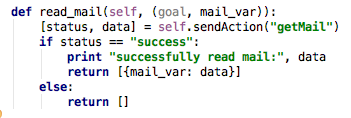 def read_mail(self, (goal, mail_var)):
    [status, data] = self.sendAction("getMail")
    if status == "success":
        print "successfully read mail:", data
        return [{mail_var: data}]
    else:
        return []